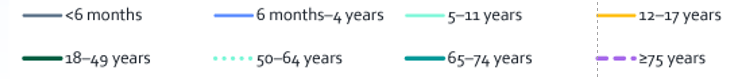 <6 months 6 months–4 years 5–11 years 12–17 years
18–49 years 50–64 years 65–74 years ≥75 years